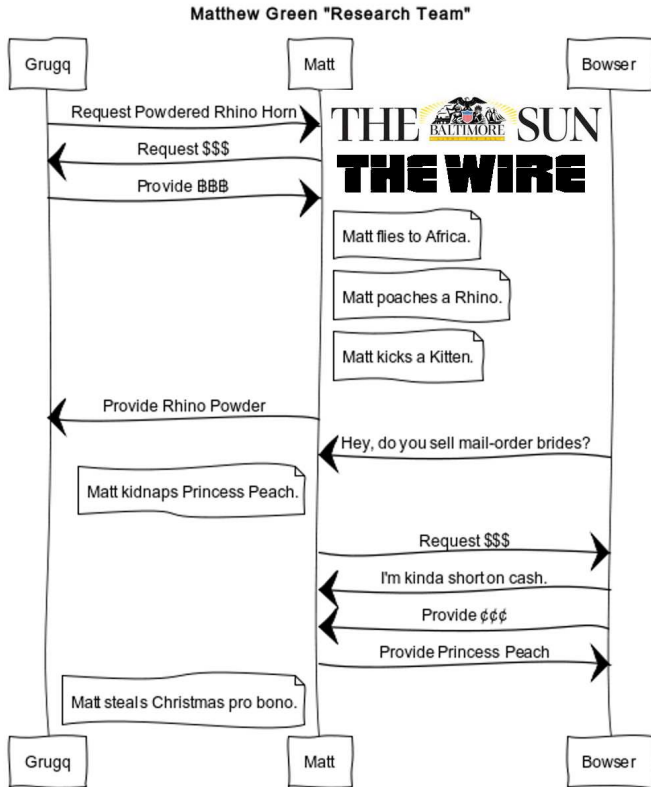 Matthew Green "Research Team"
Grugq
Matt
Bowser
Request Powdered Rhino Horn
THE BALTIMORE SUN
Request $$$
THE WIRE
Provide ฿฿฿
Matt flies to Africa.
Matt poaches a Rhino.
Matt kicks a Kitten.
Provide Rhino Powder
Hey, do you sell mail-order brides?
Matt kidnaps Princess Peach.
Request $$$
I'm kinda short on cash.
Provide ¢¢¢
Provide Princess Peach
Matt steals Christmas pro bono.
Grugq
Matt
Bowser